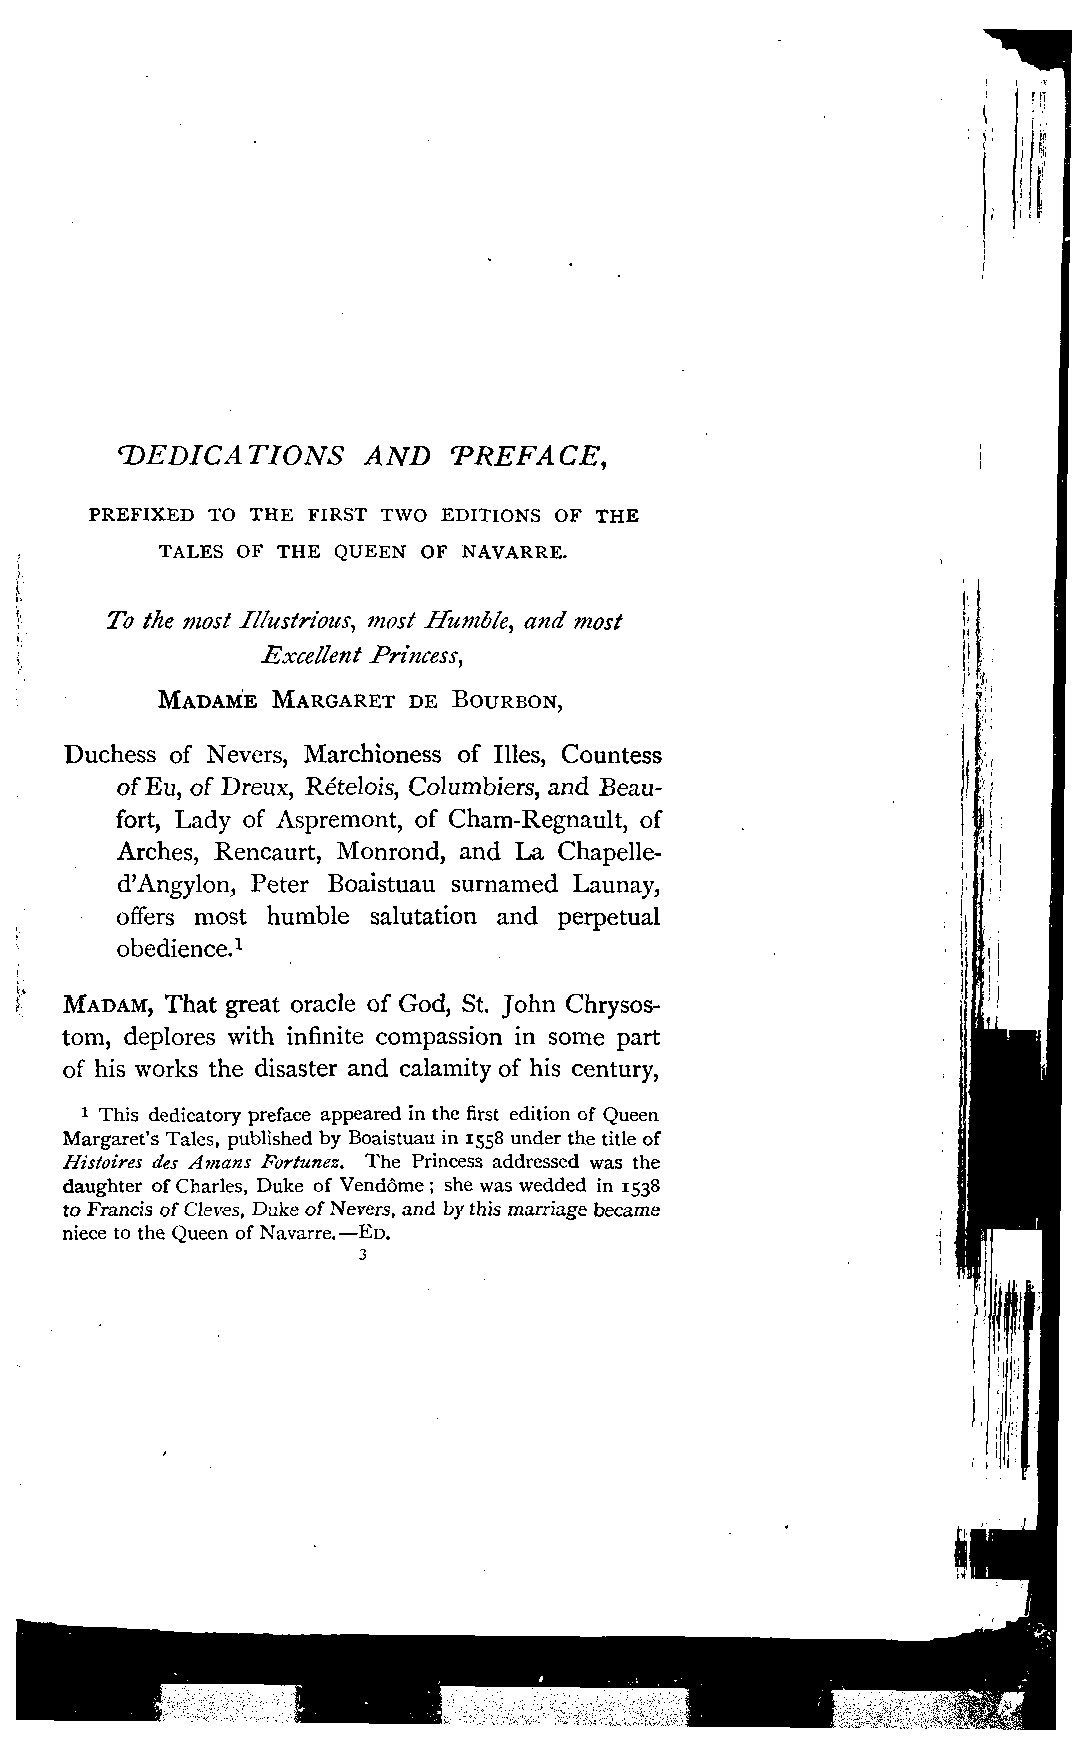 DEDICATIONS AND PREFACE,
PREFIXED TO THE FIRST TWO EDITIONS OF THE
TALES OF THE QUEEN OF NAVARRE.
To the most Illustrious, most Humble, and most
Excellent Princess,
MADAME MARGARET DE BOURBON,
Duchess of Nevers, Marchioness of Illes, Countess
of Eu, of Dreux, Rételois, Columbiers, and Beau-
fort, Lady of Aspremont, of Cham-Regnault, of
Arches, Rencaurt, Monrond, and La Chapelle-
d'Angylon, Peter Boaistuau surnamed Launay,
offers most humble salutation and perpetual
obedience.¹
MADAM, That great oracle of God, St. John Chrysos-
tom, deplores with infinite compassion in some part
of his works the disaster and calamity of his century,
¹ This dedicatory preface appeared in the first edition of Queen
Margaret's Tales, published by Boaistuau in 1558 under the title of
Histoires des Amans Fortunez. The Princess addressed was the
daughter of Charles, Duke of Vendôme; she was wedded in 1538
to Francis of Cleves, Duke of Nevers, and by this marriage became
niece to the Queen of Navarre.—ED.
3